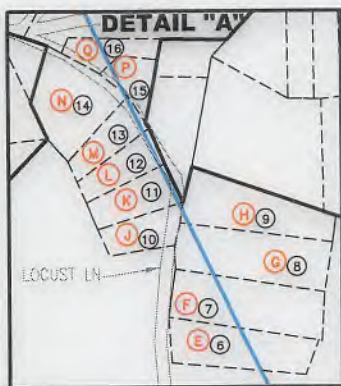 DETAIL "A"
Q 16
P
15
N 14
13
M
12
L
K 11
J 10
H 9
G 8
F 7
E 6
LOCUST LN